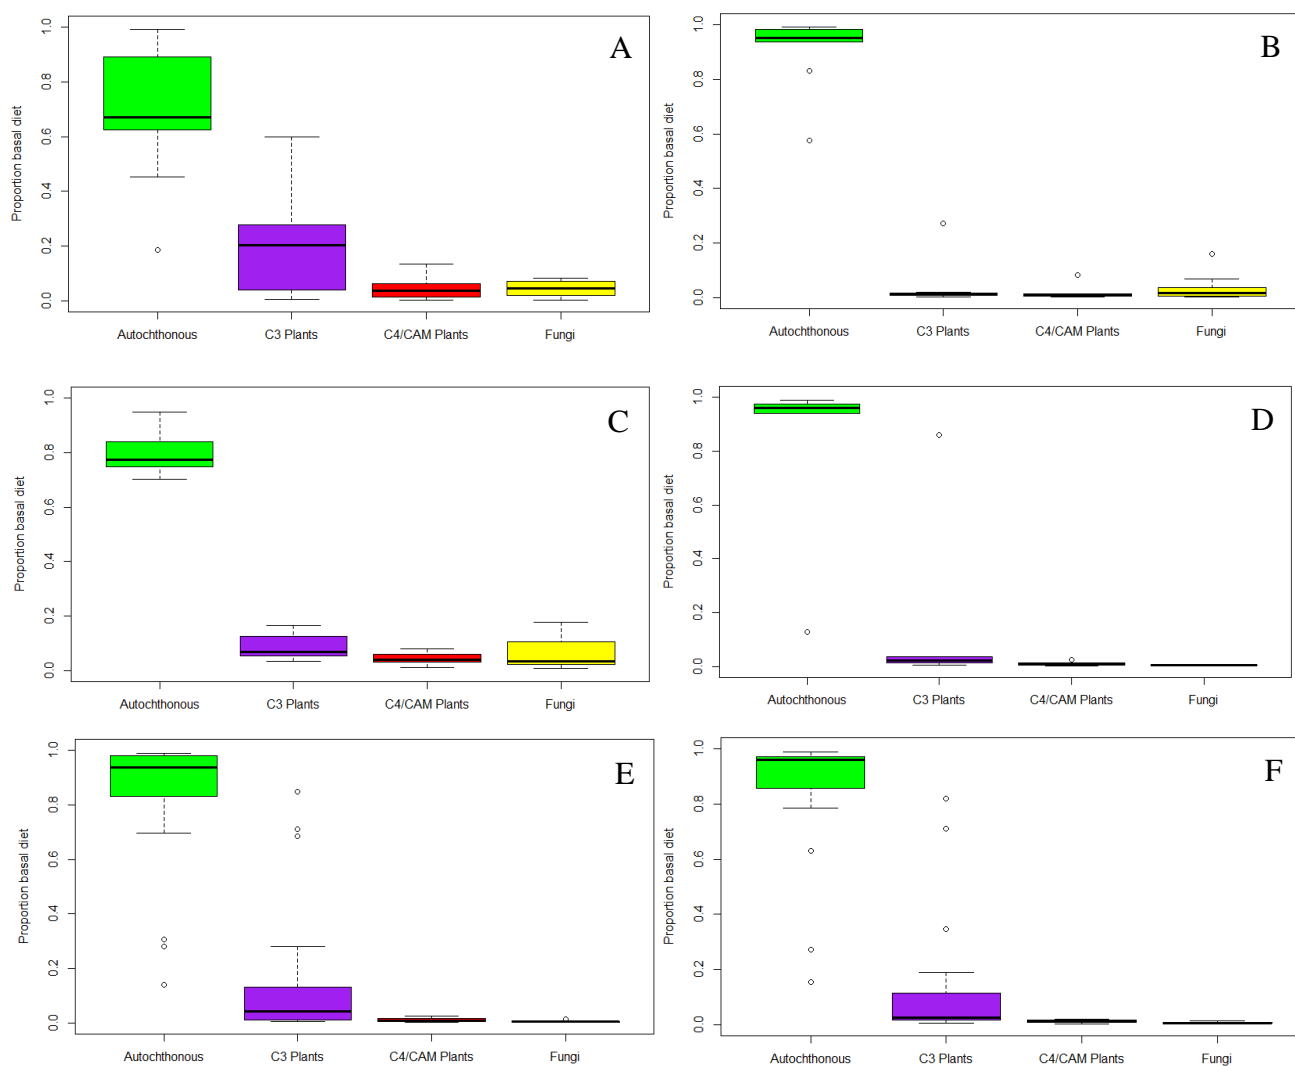 A
Proportion basal diet
0.0 0.2 0.4 0.6 0.8 1.0
Autochthonous C3 Plants C4/CAM Plants Fungi
B
Proportion basal diet
0.0 0.2 0.4 0.6 0.8 1.0
Autochthonous C3 Plants C4/CAM Plants Fungi
C
Proportion basal diet
0.0 0.2 0.4 0.6 0.8 1.0
Autochthonous C3 Plants C4/CAM Plants Fungi
D
Proportion basal diet
0.0 0.2 0.4 0.6 0.8 1.0
Autochthonous C3 Plants C4/CAM Plants Fungi
E
Proportion basal diet
0.0 0.2 0.4 0.6 0.8 1.0
Autochthonous C3 Plants C4/CAM Plants Fungi
F
Proportion basal diet
0.0 0.2 0.4 0.6 0.8 1.0
Autochthonous C3 Plants C4/CAM Plants Fungi